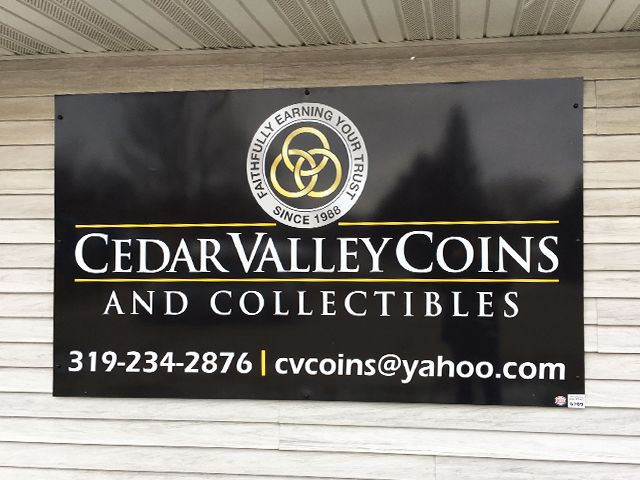 FAITHFULLY EARNING YOUR TRUST
SINCE 1988
CEDAR VALLEY COINS
AND COLLECTIBLES
319-234-2876 | cvcoins@yahoo.com